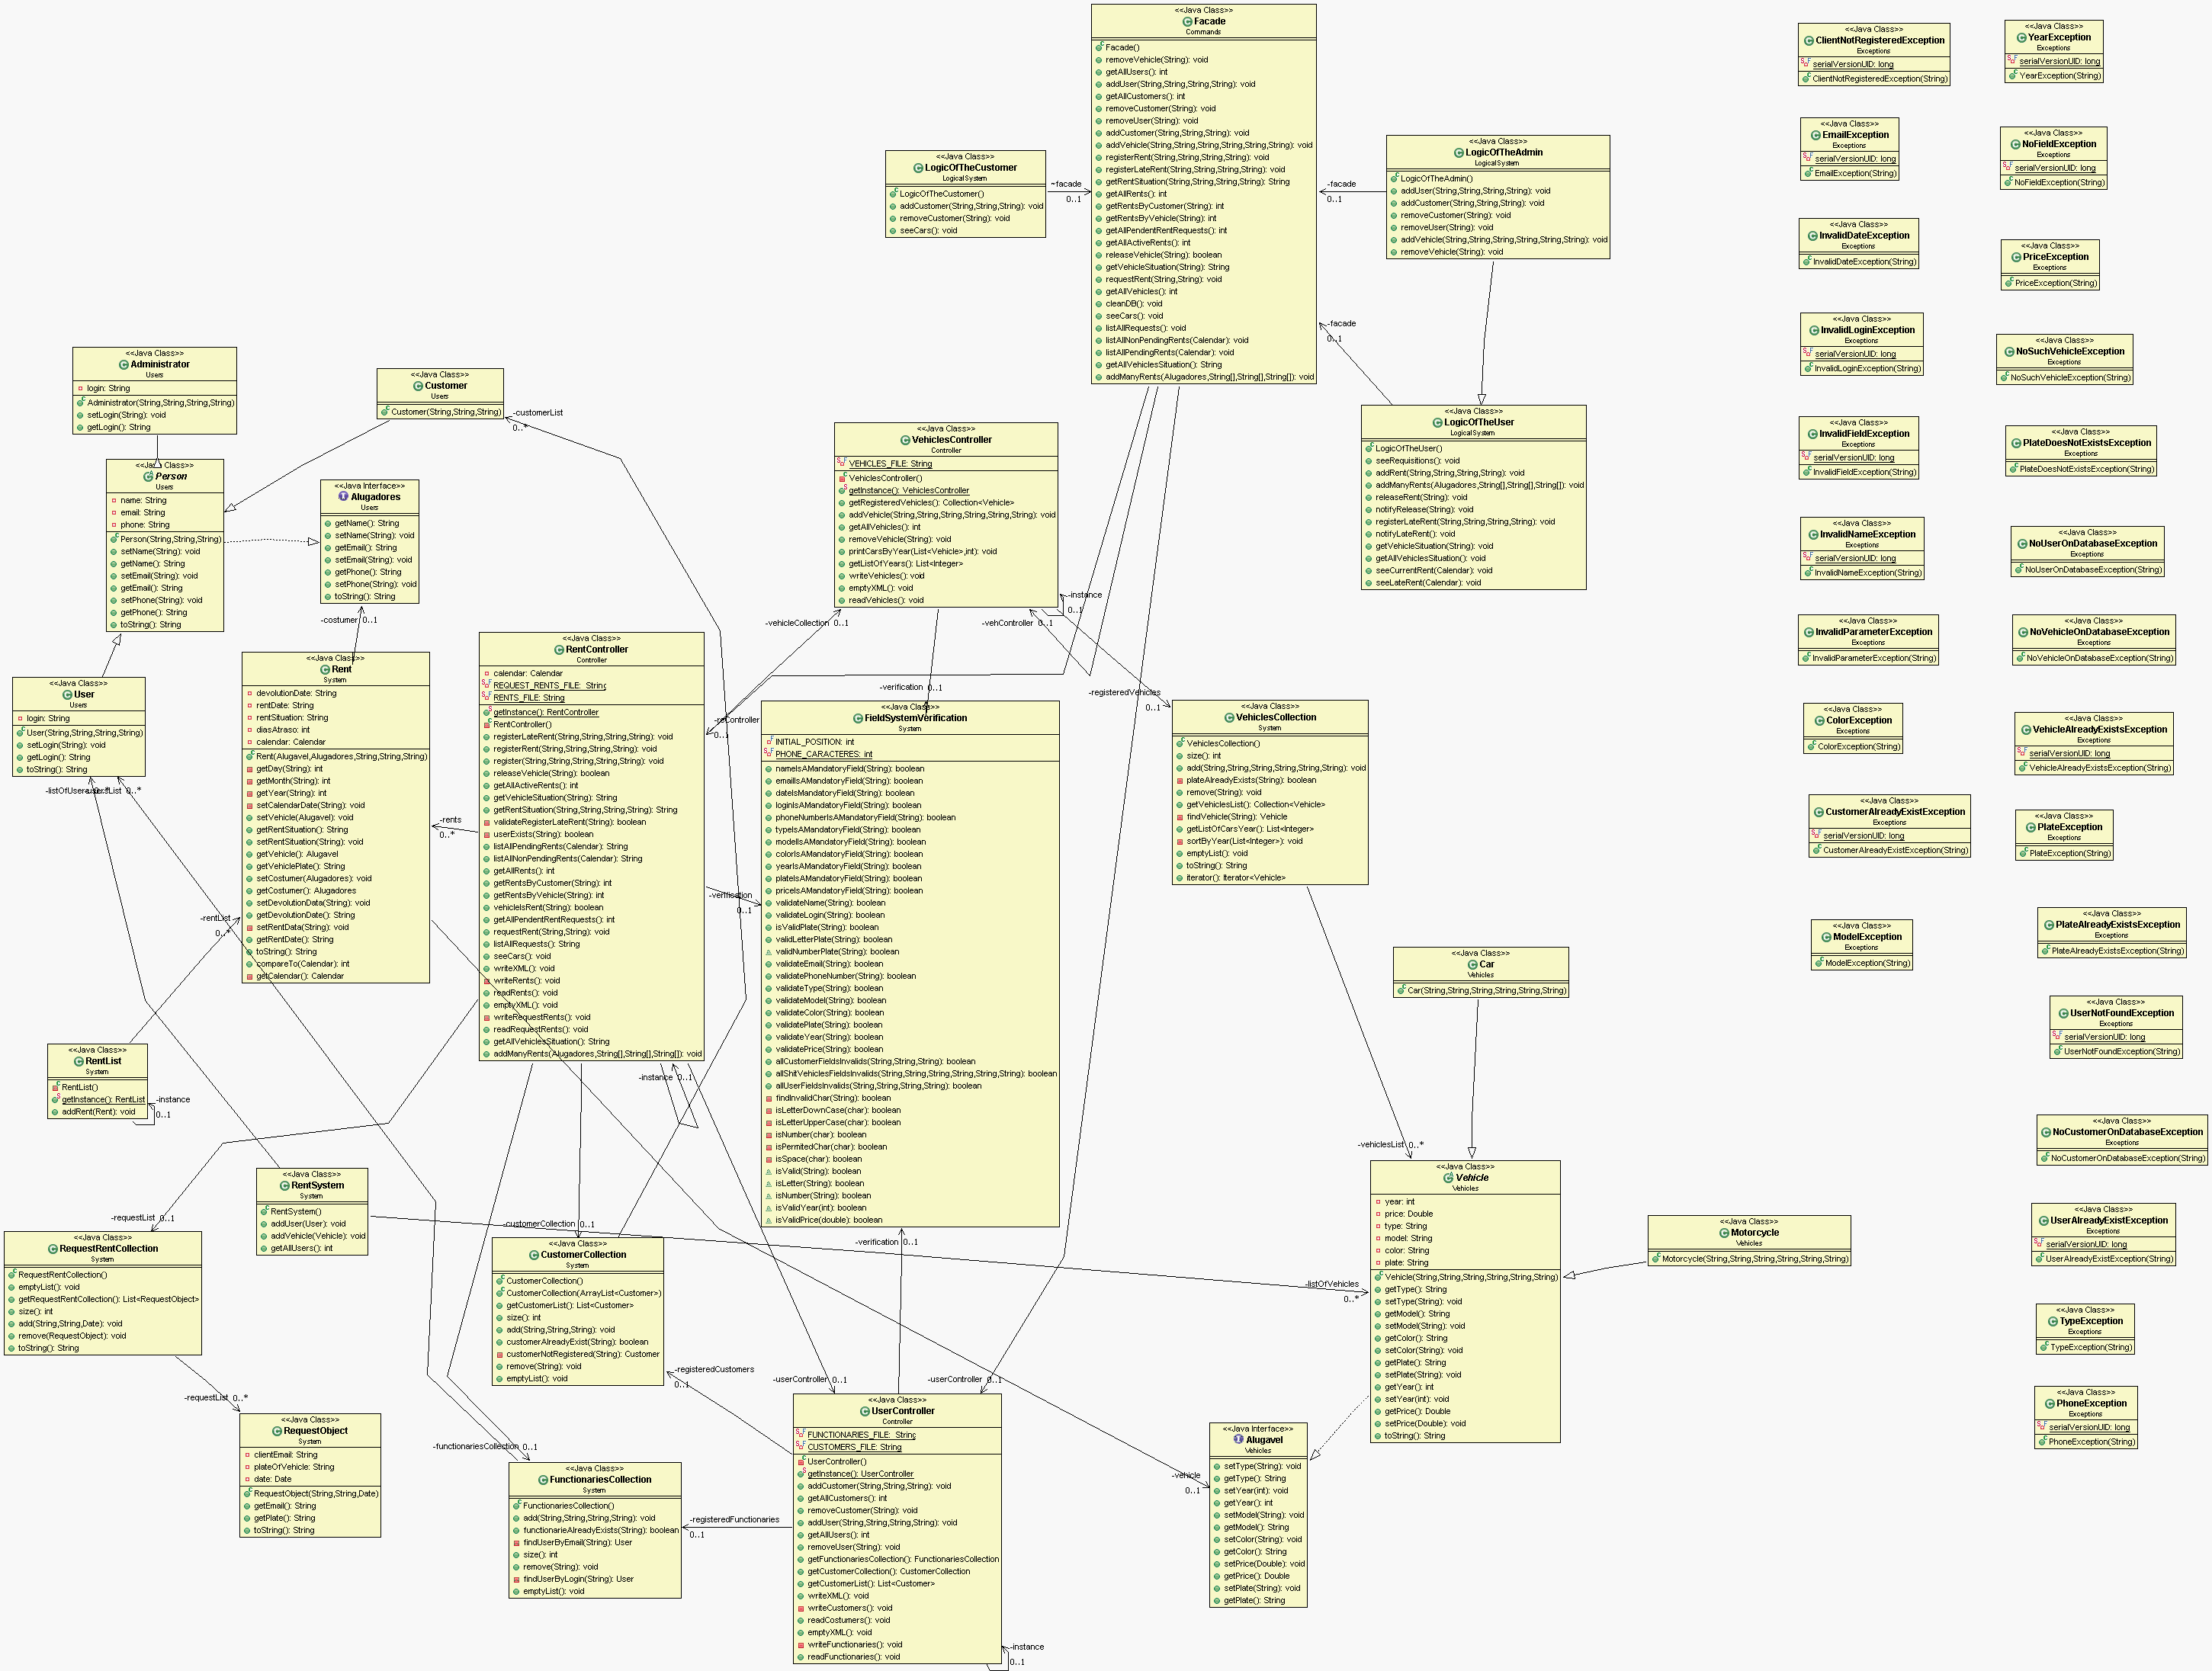 <<Java Class>>
Facade
Commands
Facade()
removeVehicle(String): void
getAllUsers(): int
addUser(String,String,String,String): void
getAllCustomers(): int
removeCustomer(String): void
removeUser(String): void
addCustomer(String,String,String): void
addVehicle(String,String,String,String,String,String): void
registerRent(String,String,String,String): void
registerLateRent(String,String,String,String): void
getRentSituation(String,String,String,String): String
getAllRents(): int
getRentsByCustomer(String): int
getRentsByVehicle(String): int
getAllPendentRentRequests(): int
getAllActiveRents(): int
releaseVehicle(String): boolean
getVehicleSituation(String): String
requestRent(String,String): void
getAllVehicles(): int
cleanDB(): void
seeCars(): void
listAllRequests(): void
listAllNonPendingRents(Calendar): void
listAllPendingRents(Calendar): void
getAllVehiclesSituation(): String
addManyRents(Alugadores,String[],String[],String[]): void
<<Java Class>>
LogicOfTheCustomer
LogicalSystem
LogicOfTheCustomer()
addCustomer(String,String,String): void
removeCustomer(String): void
seeCars(): void
~facade
0..1
<<Java Class>>
LogicOfTheAdmin
LogicalSystem
LogicOfTheAdmin()
addUser(String,String,String,String): void
addCustomer(String,String,String): void
removeCustomer(String): void
removeUser(String): void
addVehicle(String,String,String,String,String,String): void
removeVehicle(String): void
-facade
0..1
-facade
0..1
<<Java Class>>
LogicOfTheUser
LogicalSystem
LogicOfTheUser()
seeRequisitions(): void
addRent(String,String,String,String): void
addManyRents(Alugadores,String[],String[],String[]): void
releaseRent(String): void
notifyRelease(String): void
registerLateRent(String,String,String,String): void
notifyLateRent(): void
getVehicleSituation(String): void
getAllVehiclesSituation(): void
seeCurrentRent(Calendar): void
seeLateRent(Calendar): void
<<Java Class>>
Administrator
Users
login: String
Administrator(String,String,String,String)
setLogin(String): void
getLogin(): String
<<Java Class>>
Customer
Users
Customer(String,String,String)
-customerList
0..*
<<Java Class>>
Person
Users
name: String
email: String
phone: String
Person(String,String,String)
setName(String): void
getName(): String
setEmail(String): void
getEmail(): String
setPhone(String): void
getPhone(): String
toString(): String
<<Java Interface>>
Alugadores
Users
getName(): String
setName(String): void
getEmail(): String
setEmail(String): void
getPhone(): String
setPhone(String): void
toString(): String
-costumer 0..1
<<Java Class>>
User
Users
login: String
User(String,String,String,String)
setLogin(String): void
getLogin(): String
toString(): String
0..*
<<Java Class>>
Rent
System
devolutionDate: String
rentDate: String
rentSituation: String
diasAtraso: int
calendar: Calendar
Rent(Alugavel,Alugadores,String,String,String)
getDay(String): int
getMonth(String): int
getYear(String): int
setCalendarDate(String): void
setVehicle(Alugavel): void
getRentSituation(): String
setRentSituation(String): void
getVehicle(): Alugavel
getVehiclePlate(): String
setCostumer(Alugadores): void
getCostumer(): Alugadores
setDevolutionData(String): void
getDevolutionDate(): String
setRentData(String): void
getRentDate(): String
toString(): String
compareTo(Calendar): int
getCalendar(): Calendar
-rentList
0..*
-rents
0..*
<<Java Class>>
RentController
Controller
calendar: Calendar
REQUEST_RENTS_FILE: String
RENTS_FILE: String
getInstance(): RentController
RentController()
registerLateRent(String,String,String,String): void
registerRent(String,String,String,String): void
register(String,String,String,String,String): void
releaseVehicle(String): boolean
getAllActiveRents(): int
getVehicleSituation(String): String
getRentSituation(String,String,String,String): String
validateRegisterLateRent(String): boolean
userExists(String): boolean
listAllPendingRents(Calendar): String
listAllNonPendingRents(Calendar): String
getAllRents(): int
getRentsByCustomer(String): int
getRentsByVehicle(String): int
vehicleIsRent(String): boolean
getAllPendentRentRequests(): int
requestRent(String,String): void
listAllRequests(): String
seeCars(): void
writeXML(): void
writeRents(): void
readRents(): void
emptyXML(): void
writeRequestRents(): void
readRequestRents(): void
getAllVehiclesSituation(): String
addManyRents(Alugadores,String[],String[],String[]): void
-instance 0..1
<<Java Class>>
VehiclesController
Controller
VEHICLES_FILE: String
VehiclesController()
getInstance(): VehiclesController
getRegisteredVehicles(): Collection<Vehicle>
addVehicle(String,String,String,String,String,String): void
getAllVehicles(): int
removeVehicle(String): void
printCarsByYear(List<Vehicle>,int): void
getListOfYears(): List<Integer>
writeVehicles(): void
emptyXML(): void
readVehicles(): void
-instance
0..1
-vehicleCollection 0..1
-vehController 0..1
-verification 0..1
-registeredVehicles
0..1
0..1
-verification
0..1
<<Java Class>>
FieldSystemVerification
System
INITIAL_POSITION: int
PHONE_CARACTERES: int
nameIsAMandatoryField(String): boolean
emailIsAMandatoryField(String): boolean
dateIsMandatoryField(String): boolean
loginIsAMandatoryField(String): boolean
phoneNumberIsAMandatoryField(String): boolean
typeIsAMandatoryField(String): boolean
modelIsAMandatoryField(String): boolean
colorIsAMandatoryField(String): boolean
yearIsAMandatoryField(String): boolean
plateIsAMandatoryField(String): boolean
priceIsAMandatoryField(String): boolean
validateName(String): boolean
validateLogin(String): boolean
isValidPlate(String): boolean
validLetterPlate(String): boolean
validNumberPlate(String): boolean
validateEmail(String): boolean
validatePhoneNumber(String): boolean
validateType(String): boolean
validateModel(String): boolean
validateColor(String): boolean
validatePlate(String): boolean
validateYear(String): boolean
validatePrice(String): boolean
allCustomerFieldsInvalids(String,String,String): boolean
allShitVehiclesFieldsInvalids(String,String,String,String,String,String): boolean
allUserFieldsInvalids(String,String,String,String): boolean
findInvalidChar(String): boolean
isLetterDownCase(char): boolean
isLetterUpperCase(char): boolean
isNumber(char): boolean
isPermitedChar(char): boolean
isSpace(char): boolean
isValid(String): boolean
isLetter(String): boolean
isNumber(String): boolean
isValidYear(int): boolean
isValidPrice(double): boolean
-verification 0..1
<<Java Class>>
VehiclesCollection
System
VehiclesCollection()
size(): int
add(String,String,String,String,String,String): void
plateAlreadyExists(String): boolean
remove(String): void
getVehiclesList(): Collection<Vehicle>
findVehicle(String): Vehicle
getListOfCarsYear(): List<Integer>
sortByYear(List<Integer>): void
emptyList(): void
toString(): String
iterator(): Iterator<Vehicle>
<<Java Class>>
Car
Vehicles
Car(String,String,String,String,String,String)
-vehiclesList 0..*
<<Java Class>>
Vehicle
Vehicles
year: int
price: Double
type: String
model: String
color: String
plate: String
Vehicle(String,String,String,String,String,String)
getType(): String
setType(String): void
getModel(): String
setModel(String): void
getColor(): String
setColor(String): void
getPlate(): String
setPlate(String): void
getYear(): int
setYear(int): void
getPrice(): Double
setPrice(Double): void
toString(): String
<<Java Class>>
Motorcycle
Vehicles
Motorcycle(String,String,String,String,String,String)
-listOfVehicles
0..*
<<Java Class>>
RentList
System
RentList()
getInstance(): RentList
addRent(Rent): void
-instance
0..1
<<Java Class>>
RentSystem
System
RentSystem()
addUser(User): void
addVehicle(Vehicle): void
getAllUsers(): int
-requestList 0..1
<<Java Class>>
RequestRentCollection
System
RequestRentCollection()
emptyList(): void
getRequestRentCollection(): List<RequestObject>
size(): int
add(String,String,Date): void
remove(RequestObject): void
toString(): String
-requestList 0..*
<<Java Class>>
RequestObject
System
clientEmail: String
plateOfVehicle: String
date: Date
RequestObject(String,String,Date)
getEmail(): String
getPlate(): String
toString(): String
-customerCollection 0..1
<<Java Class>>
CustomerCollection
System
CustomerCollection()
CustomerCollection(ArrayList<Customer>)
getCustomerList(): List<Customer>
size(): int
add(String,String,String): void
customerAlreadyExist(String): boolean
customerNotRegistered(String): Customer
remove(String): void
emptyList(): void
-registeredCustomers
0..1
-functionariesCollection 0..1
<<Java Class>>
FunctionariesCollection
System
FunctionariesCollection()
add(String,String,String,String): void
functionarieAlreadyExists(String): boolean
findUserByEmail(String): User
size(): int
remove(String): void
findUserByLogin(String): User
emptyList(): void
-registeredFunctionaries
0..1
-userController 0..1
-userController 0..1
<<Java Class>>
UserController
Controller
FUNCTIONARIES_FILE: String
CUSTOMERS_FILE: String
UserController()
getInstance(): UserController
addCustomer(String,String,String): void
getAllCustomers(): int
removeCustomer(String): void
addUser(String,String,String,String): void
getAllUsers(): int
removeUser(String): void
getFunctionariesCollection(): FunctionariesCollection
getCustomerCollection(): CustomerCollection
getCustomerList(): List<Customer>
writeXML(): void
writeCustomers(): void
readCostumers(): void
emptyXML(): void
writeFunctionaries(): void
readFunctionaries(): void
-instance
0..1
-vehicle
0..1
<<Java Interface>>
Alugavel
Vehicles
setType(String): void
getType(): String
setYear(int): void
getYear(): int
setModel(String): void
getModel(): String
setColor(String): void
getColor(): String
setPrice(Double): void
getPrice(): Double
setPlate(String): void
getPlate(): String
<<Java Class>>
ClientNotRegisteredException
Exceptions
serialVersionUID: long
ClientNotRegisteredException(String)
<<Java Class>>
EmailException
Exceptions
serialVersionUID: long
EmailException(String)
<<Java Class>>
InvalidDateException
Exceptions
InvalidDateException(String)
<<Java Class>>
InvalidLoginException
Exceptions
serialVersionUID: long
InvalidLoginException(String)
<<Java Class>>
InvalidFieldException
Exceptions
serialVersionUID: long
InvalidFieldException(String)
<<Java Class>>
InvalidNameException
Exceptions
serialVersionUID: long
InvalidNameException(String)
<<Java Class>>
InvalidParameterException
Exceptions
InvalidParameterException(String)
<<Java Class>>
ColorException
Exceptions
ColorException(String)
<<Java Class>>
CustomerAlreadyExistException
Exceptions
serialVersionUID: long
CustomerAlreadyExistException(String)
<<Java Class>>
ModelException
Exceptions
ModelException(String)
<<Java Class>>
YearException
Exceptions
serialVersionUID: long
YearException(String)
<<Java Class>>
NoFieldException
Exceptions
serialVersionUID: long
NoFieldException(String)
<<Java Class>>
PriceException
Exceptions
PriceException(String)
<<Java Class>>
NoSuchVehicleException
Exceptions
NoSuchVehicleException(String)
<<Java Class>>
PlateDoesNotExistsException
Exceptions
PlateDoesNotExistsException(String)
<<Java Class>>
NoUserOnDatabaseException
Exceptions
NoUserOnDatabaseException(String)
<<Java Class>>
NoVehicleOnDatabaseException
Exceptions
NoVehicleOnDatabaseException(String)
<<Java Class>>
VehicleAlreadyExistsException
Exceptions
serialVersionUID: long
VehicleAlreadyExistsException(String)
<<Java Class>>
PlateException
Exceptions
PlateException(String)
<<Java Class>>
PlateAlreadyExistsException
Exceptions
PlateAlreadyExistsException(String)
<<Java Class>>
UserNotFoundException
Exceptions
serialVersionUID: long
UserNotFoundException(String)
<<Java Class>>
NoCustomerOnDatabaseException
Exceptions
NoCustomerOnDatabaseException(String)
<<Java Class>>
UserAlreadyExistException
Exceptions
serialVersionUID: long
UserAlreadyExistException(String)
<<Java Class>>
TypeException
Exceptions
TypeException(String)
<<Java Class>>
PhoneException
Exceptions
serialVersionUID: long
PhoneException(String)